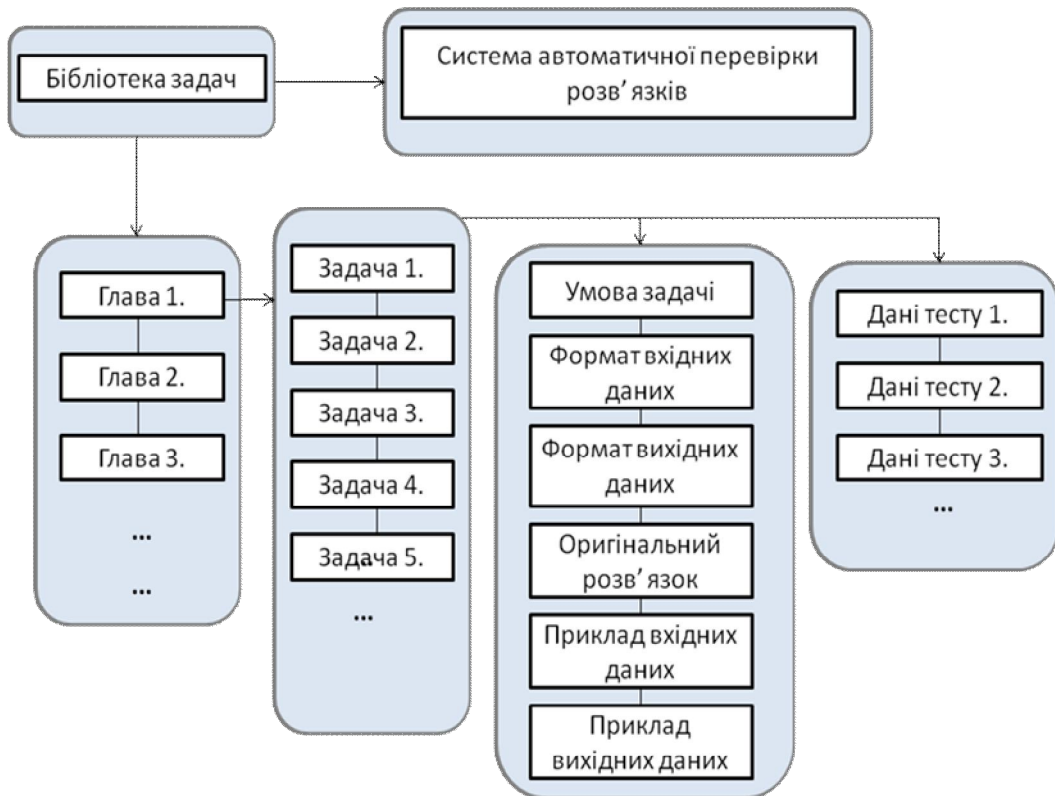 Бібліотека задач
Система автоматичної перевірки
розв’ язків
Глава 1.
Глава 2.
Глава 3.
...
...
Задача 1.
Задача 2.
Задача 3.
Задача 4.
Задача 5.
...
...
Умова задачі
Формат вхідних
даних
Формат вихідних
даних
Оригінальний
розв’ язок
Приклад вхідних
даних
Приклад
вихідних даних
Дані тесту 1.
Дані тесту 2.
Дані тесту 3.
...